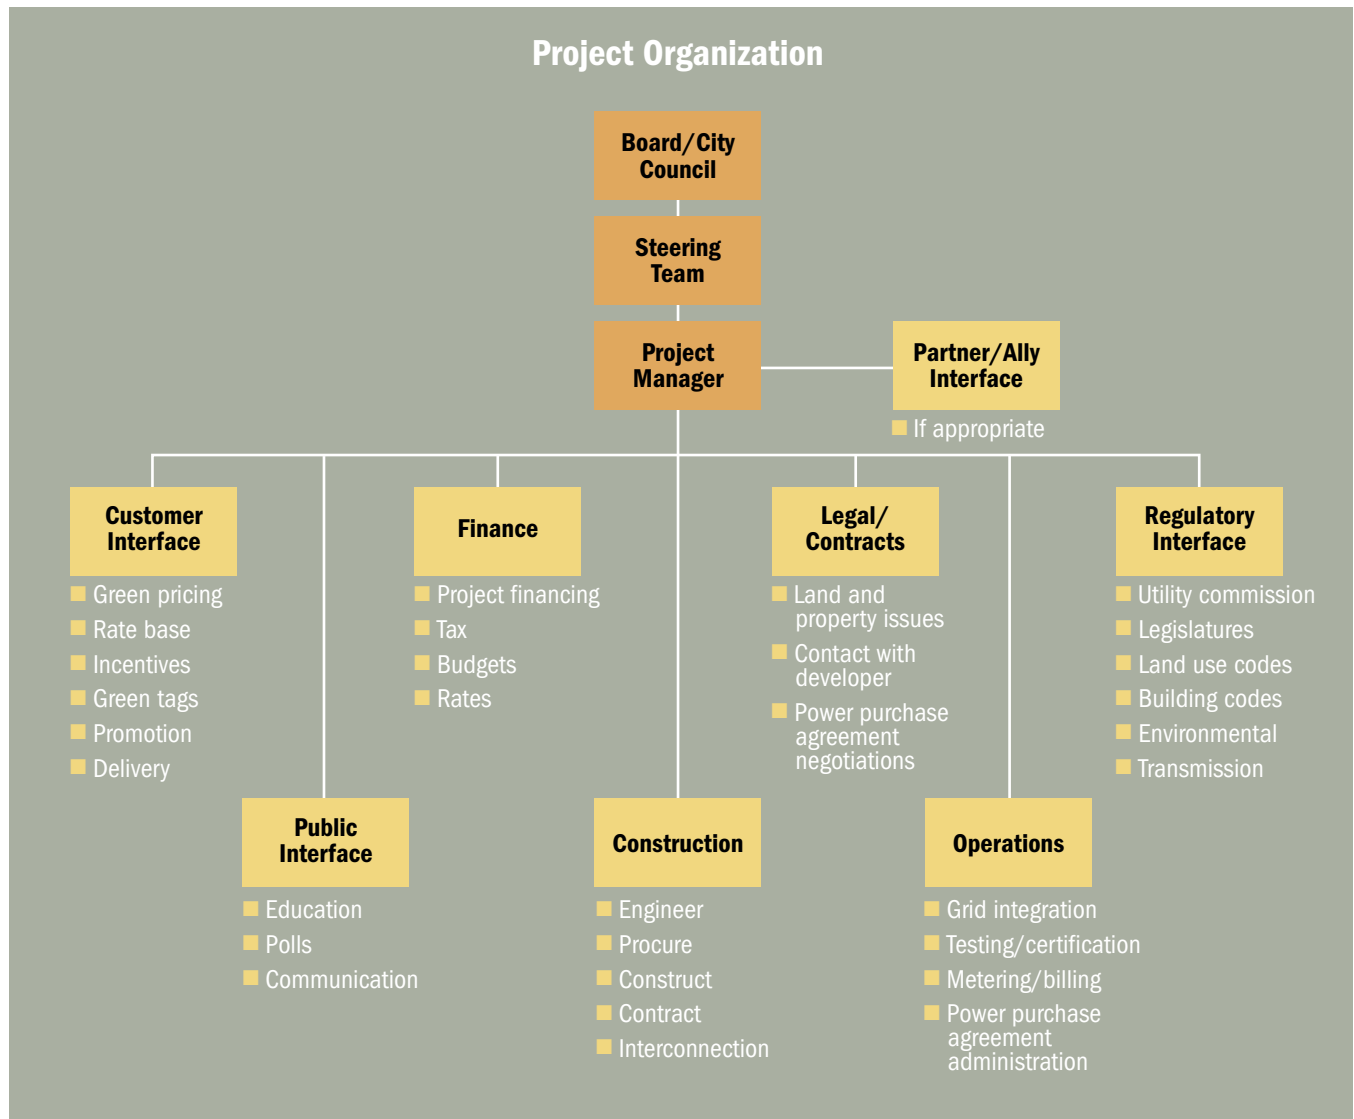 Project Organization
Board/City
Council
Steering
Team
Project
Manager
Partner/Ally
Interface
If appropriate
Customer
Interface
Green pricing
Rate base
Incentives
Green tags
Promotion
Delivery
Finance
Project financing
Tax
Budgets
Rates
Legal/
Contracts
Land and
property issues
Contact with
developer
Power purchase
agreement
negotiations
Regulatory
Interface
Utility commission
Legislatures
Land use codes
Building codes
Environmental
Transmission
Public
Interface
Education
Polls
Communication
Construction
Engineer
Procure
Construct
Contract
Interconnection
Operations
Grid integration
Testing/certification
Metering/billing
Power purchase
agreement
administration